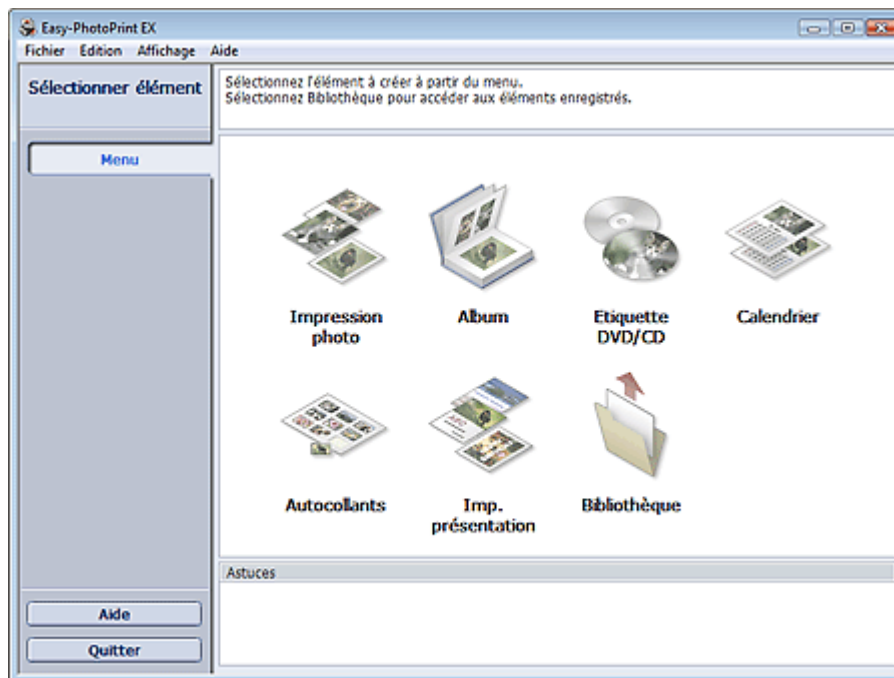 Easy-PhotoPrint EX
Fichier Edition Affichage Aide
Sélectionner élément
Sélectionnez l'élément à créer à partir du menu.
Sélectionnez Bibliothèque pour accéder aux éléments enregistrés.
Menu
Impression
photo
Album
Etiquette
DVD/CD
Calendrier
Autocollants
Imp.
présentation
Bibliothèque
Astuces
Aide
Quitter